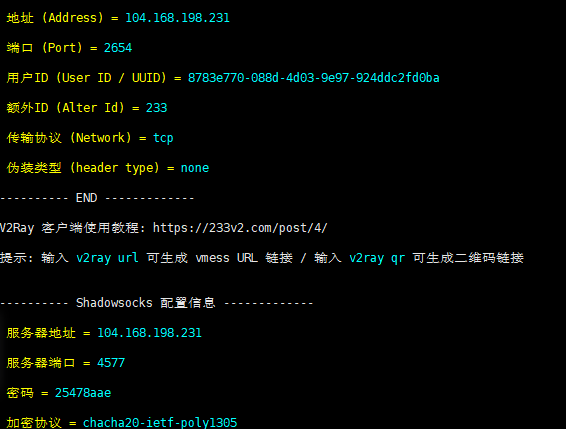 地址 (Address) = 104.168.198.231
端口 (Port) = 2654
用户ID (User ID / UUID) = 8783e770-088d-4d03-9e97-924ddc2fd0ba
额外ID (Alter Id) = 233
传输协议 (Network) = tcp
伪装类型 (header type) = none
---------- END -------------
V2Ray 客户端使用教程: https://233v2.com/post/4/
提示: 输入 v2ray url 可生成 vmess URL 链接 / 输入 v2ray qr 可生成二维码链接
---------- Shadowsocks 配置信息 -------------
服务器地址 = 104.168.198.231
服务器端口 = 4577
密码 = 25478aae
加密协议 = chacha20-ietf-poly1305